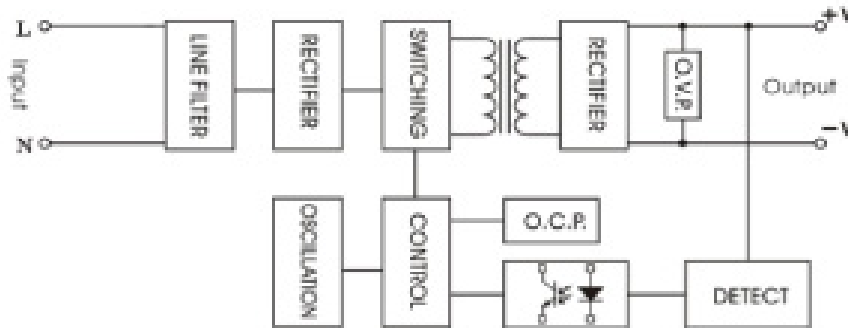 L
Input
N
LINE FILTER
RECTIFIER
SWITCHING
RECTIFIER
O.V.P.
+V
Output
-V
OSCILLATION
CONTROL
O.C.P.
DETECT